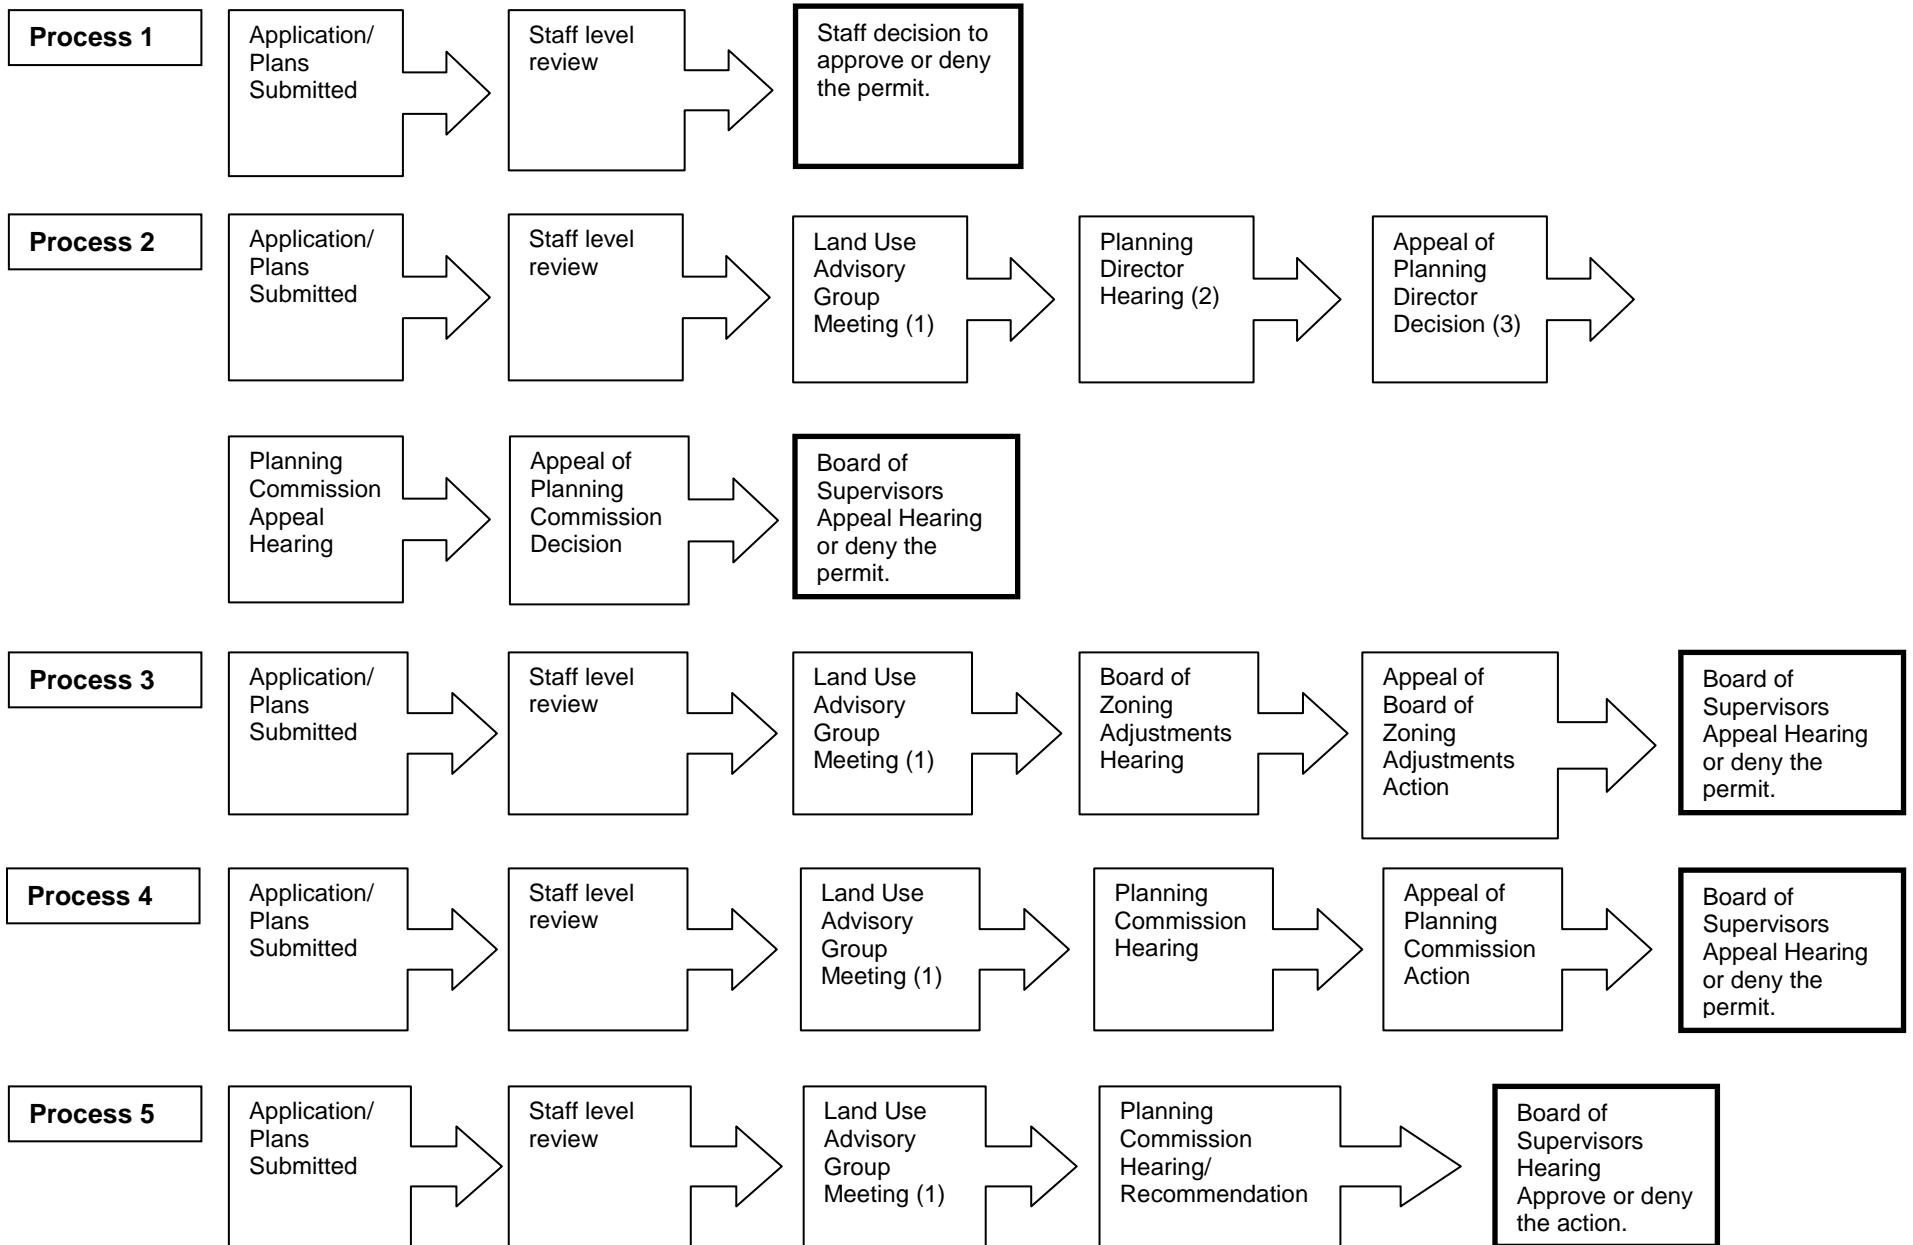 Process 1
Application/
Plans
Submitted
Staff level
review
Staff decision to
approve or deny
the permit.
Process 2
Application/
Plans
Submitted
Staff level
review
Land Use
Advisory
Group
Meeting (1)
Planning
Director
Hearing (2)
Appeal of
Planning
Director
Decision (3)
Planning
Commission
Appeal
Hearing
Appeal of
Planning
Commission
Decision
Board of
Supervisors
Appeal Hearing
or deny the
permit.
Process 3
Application/
Plans
Submitted
Staff level
review
Land Use
Advisory
Group
Meeting (1)
Board of
Zoning
Adjustments
Hearing
Appeal of
Board of
Zoning
Adjustments
Action
Board of
Supervisors
Appeal Hearing
or deny the
permit.
Process 4
Application/
Plans
Submitted
Staff level
review
Land Use
Advisory
Group
Meeting (1)
Planning
Commission
Hearing
Appeal of
Planning
Commission
Action
Board of
Supervisors
Appeal Hearing
or deny the
permit.
Process 5
Application/
Plans
Submitted
Staff level
review
Land Use
Advisory
Group
Meeting (1)
Planning
Commission
Hearing/
Recommendation
Board of
Supervisors
Hearing
Approve or deny
the action.